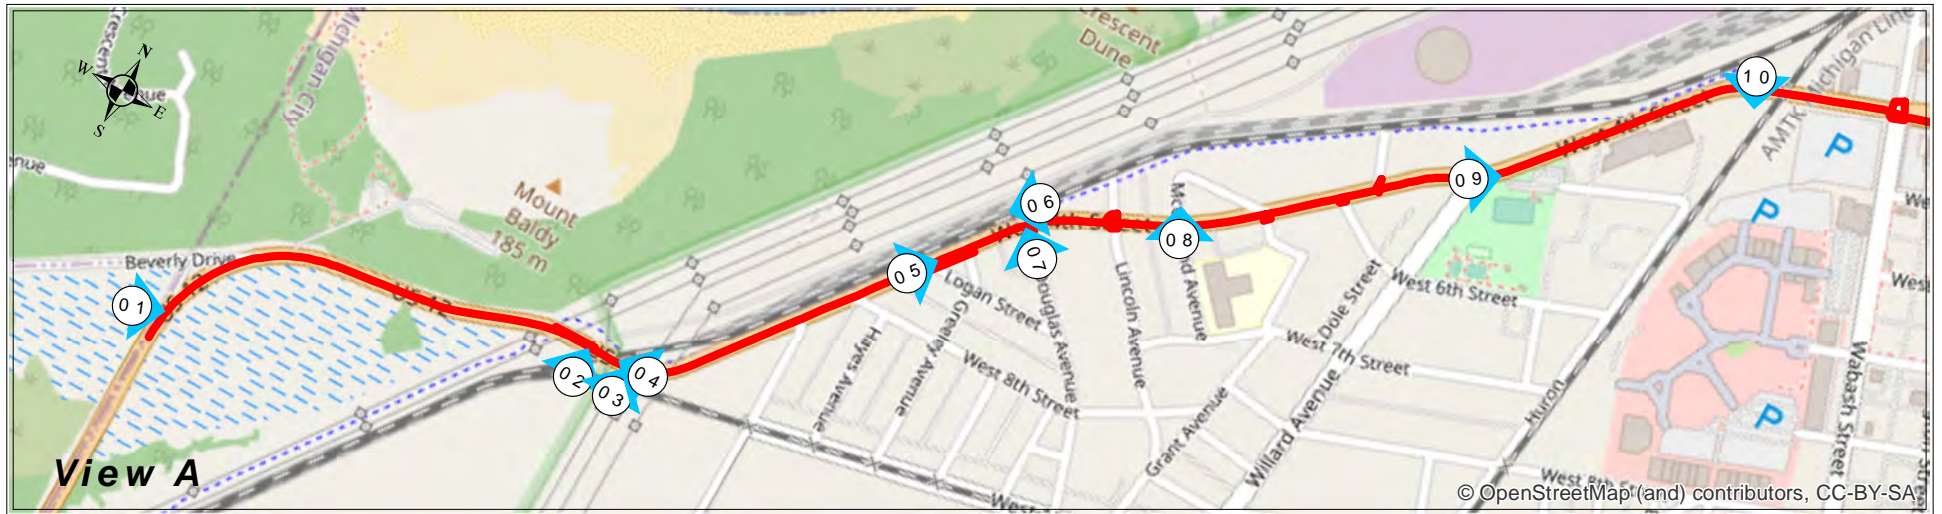 Crescent
Dune
Michigan City
N
W
E
S
enue
Mount
Baldy
185 m
Beverly Drive
US 12
01
02
03
04
05
06
07
08
09
10
AMTK Michigan Line
P
P
P
Logan Street
Hayes Avenue
Greeley Avenue
Douglas Avenue
Lincoln Avenue
West 8th Street
West 7th Street
West 6th Street
Dole Street
Grant Avenue
Willard Avenue
Huron
Wabash Street
West 8th
View A
© OpenStreetMap (and) contributors, CC-BY-SA